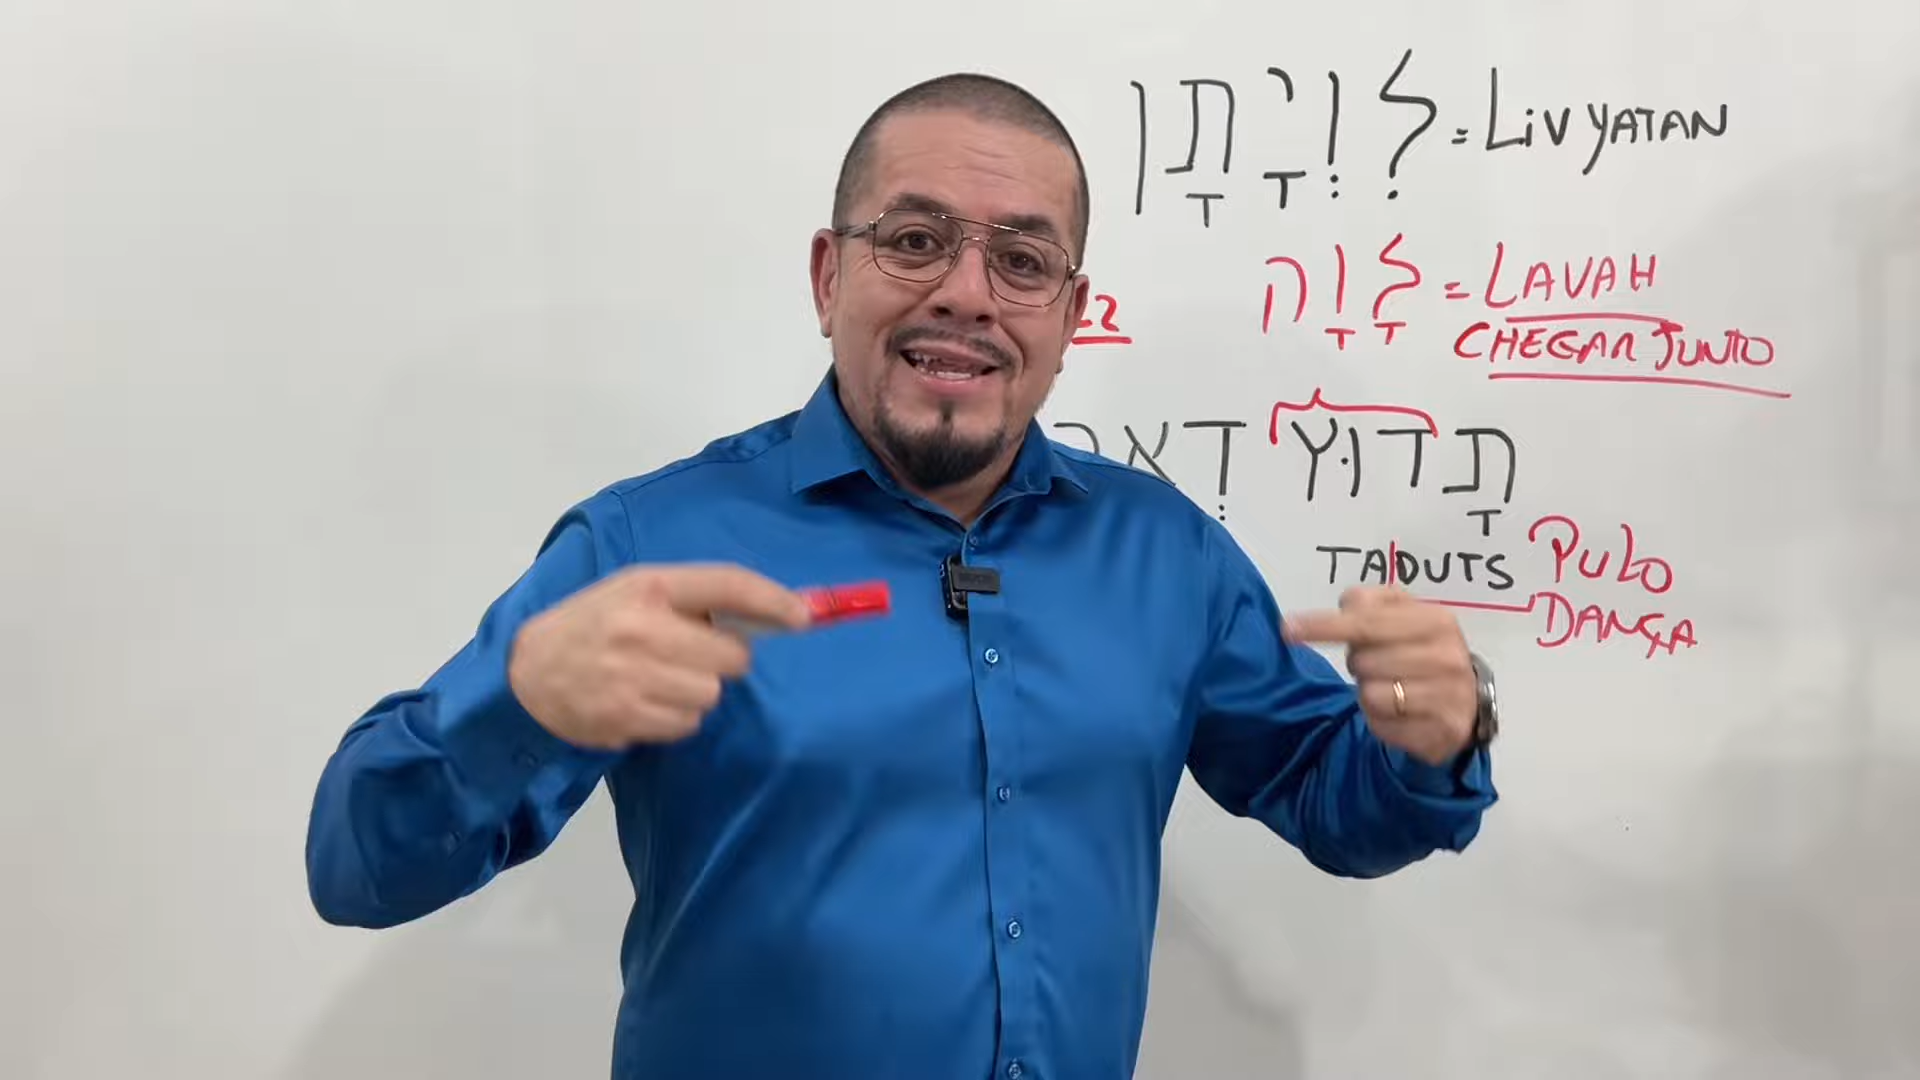 לִוְיָתָן = LiVYATAN
לָוָה = LAVAH
CHEGAR JUNTO
תָדוּץ
TADUTS PULO
DANÇA